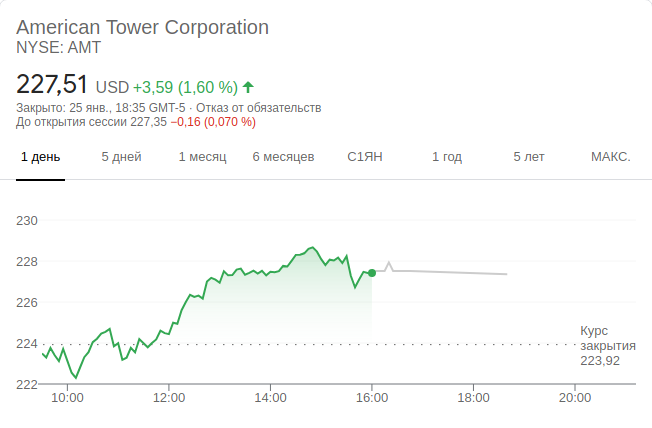 American Tower Corporation
NYSE: AMT
227,51 USD +3,59 (1,60 %)
Закрыто: 25 янв., 18:35 GMT-5 · Отказ от обязательств
До открытия сессии 227,35 −0,16 (0,070 %)
1 день 5 дней 1 месяц 6 месяцев С1ЯН 1 год 5 лет МАКС.
230
228
226
224
222
Курс
закрытия
223,92
10:00 12:00 14:00 16:00 18:00 20:00